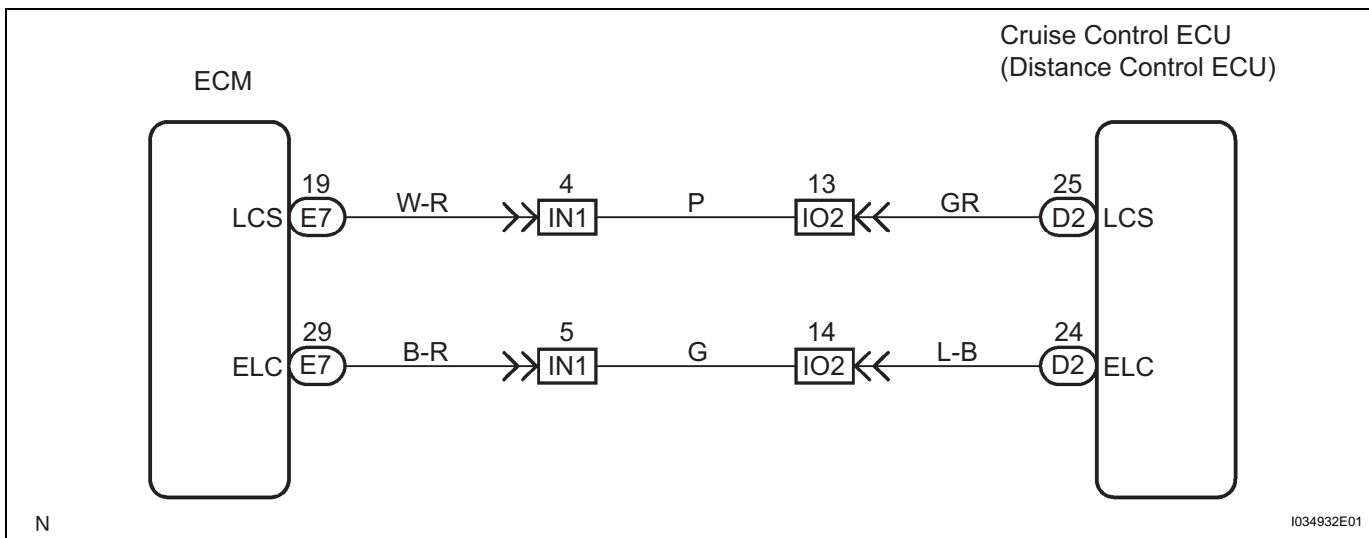 Cruise Control ECU
(Distance Control ECU)
ECM
19 4 13 25
LCS E7 W-R IN1 P IO2 GR D2 LCS
29 5 14 24
ELC E7 B-R IN1 G IO2 L-B D2 ELC
N I034932E01